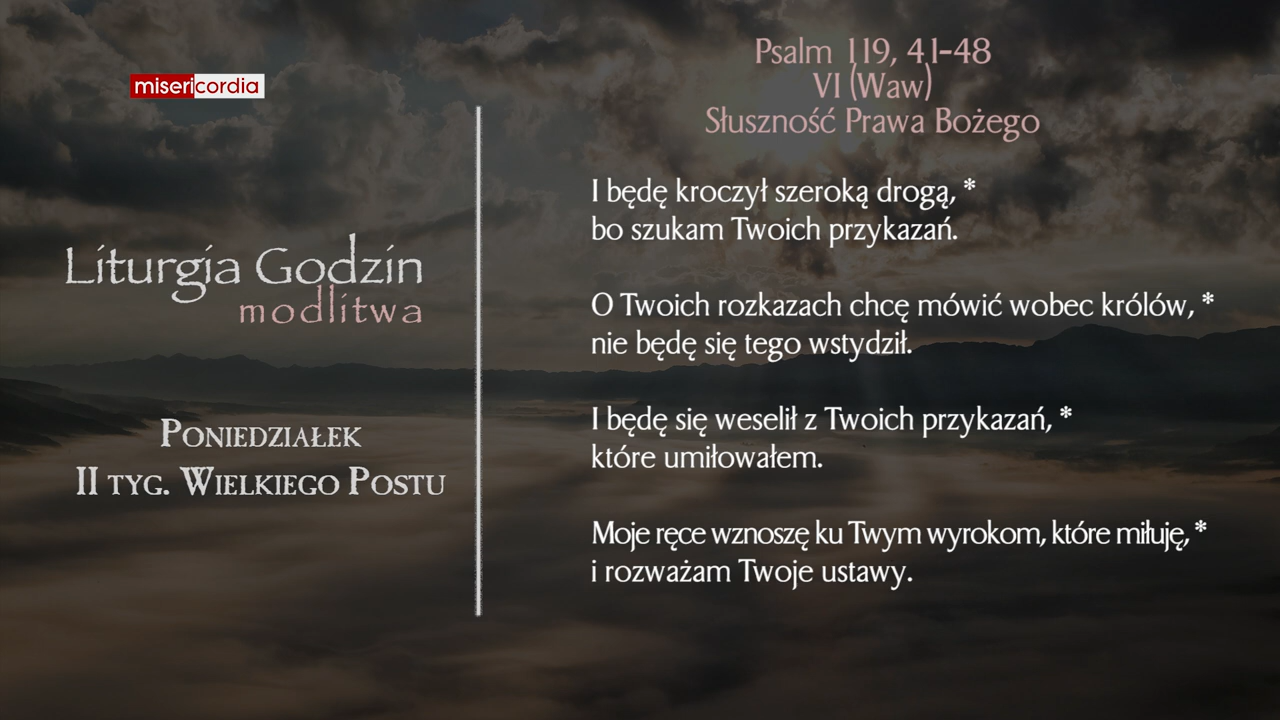 misericordia
Liturgia Godzin
modlitwa
Poniedziałek
II tyg. Wielkiego Postu
Psalm 119, 41-48
VI (Waw)
Słuszność Prawa Bożego
I będę kroczył szeroką drogą, *
bo szukam Twoich przykazań.
O Twoich rozkazach chcę mówić wobec królów, *
nie będę się tego wstydził.
I będę się weselił z Twoich przykazań, *
które umiłowałem.
Moje ręce wznoszę ku Twym wyrokom, które miłuję, *
i rozważam Twoje ustawy.